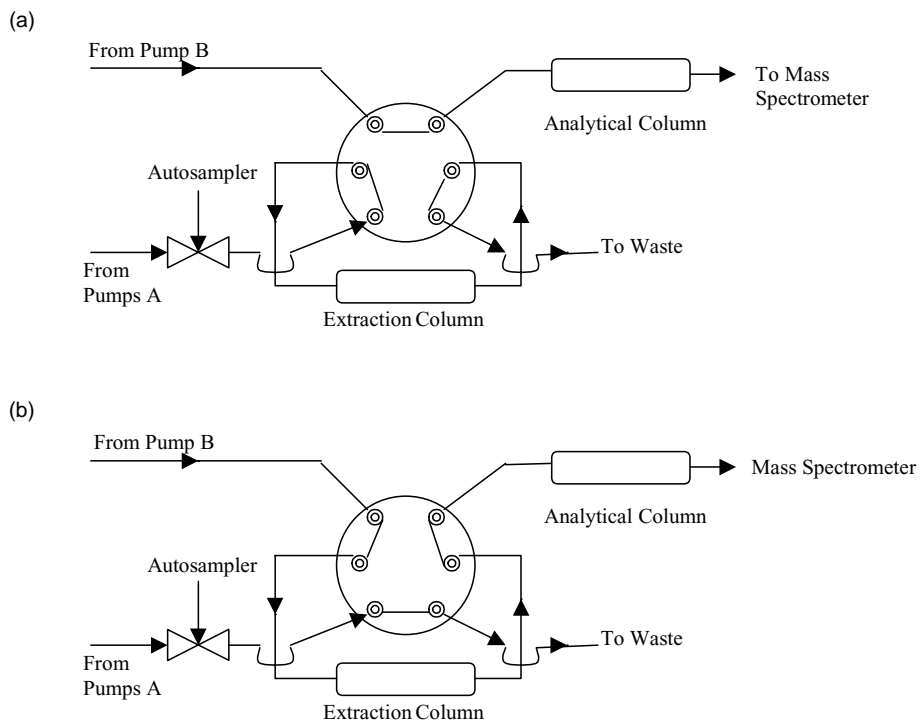 (a)
From Pump B
To Mass
Spectrometer
Analytical Column
Autosampler
To Waste
From
Pumps A
Extraction Column
(b)
From Pump B
Mass Spectrometer
Analytical Column
Autosampler
To Waste
From
Pumps A
Extraction Column